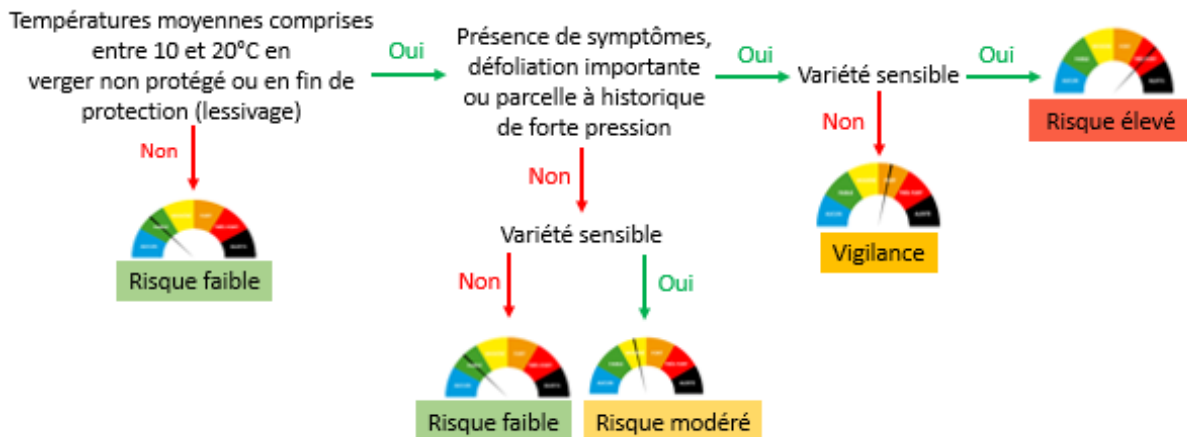 Températures moyennes comprises
entre 10 et 20°C en
verger non protégé ou en fin de
protection (lessivage)
Oui
Présence de symptômes,
défoliation importante
ou parcelle à historique
de forte pression
Oui
Variété sensible
Oui
Risque élevé
Non
Risque faible
Non
Variété sensible
Non
Vigilance
Non
Oui
Risque faible
Risque modéré